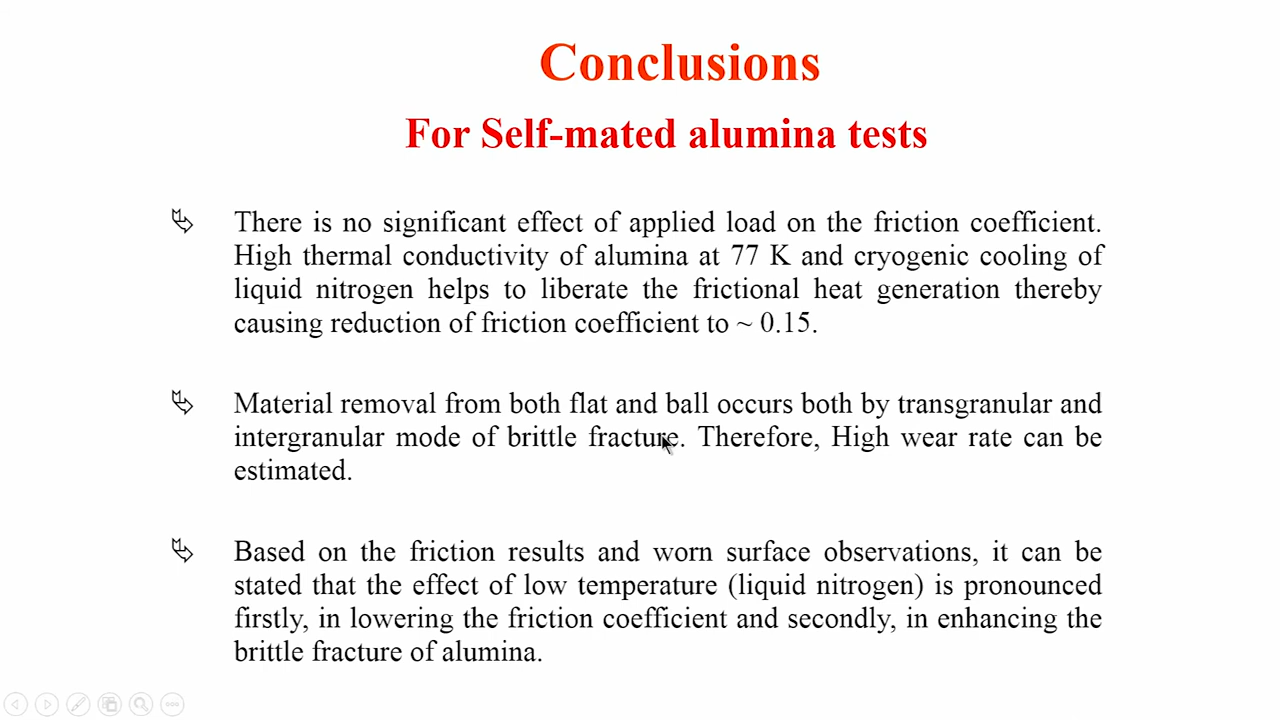 Conclusions
For Self-mated alumina tests
There is no significant effect of applied load on the friction coefficient.
High thermal conductivity of alumina at 77 K and cryogenic cooling of
liquid nitrogen helps to liberate the frictional heat generation thereby
causing reduction of friction coefficient to ~ 0.15.
Material removal from both flat and ball occurs both by transgranular and
intergranular mode of brittle fracture. Therefore, High wear rate can be
estimated.
Based on the friction results and worn surface observations, it can be
stated that the effect of low temperature (liquid nitrogen) is pronounced
firstly, in lowering the friction coefficient and secondly, in enhancing the
brittle fracture of alumina.